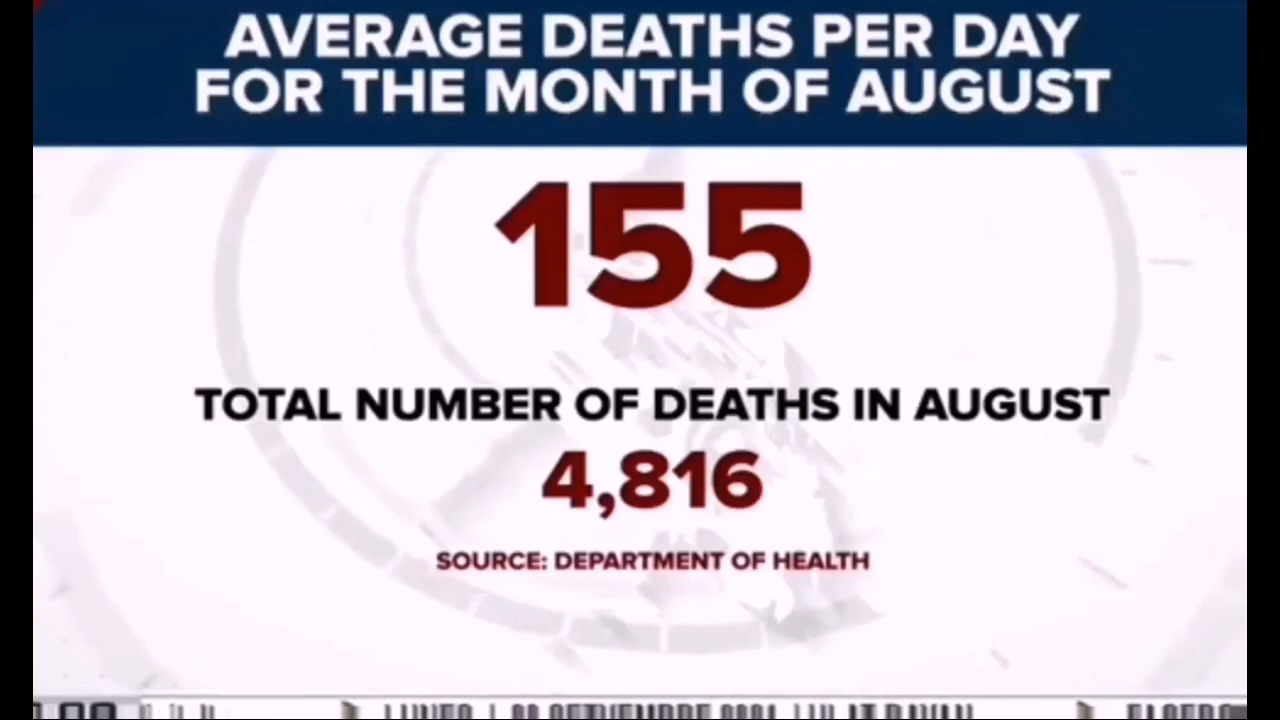 AVERAGE DEATHS PER DAY
FOR THE MONTH OF AUGUST
155
TOTAL NUMBER OF DEATHS IN AUGUST
4,816
SOURCE: DEPARTMENT OF HEALTH